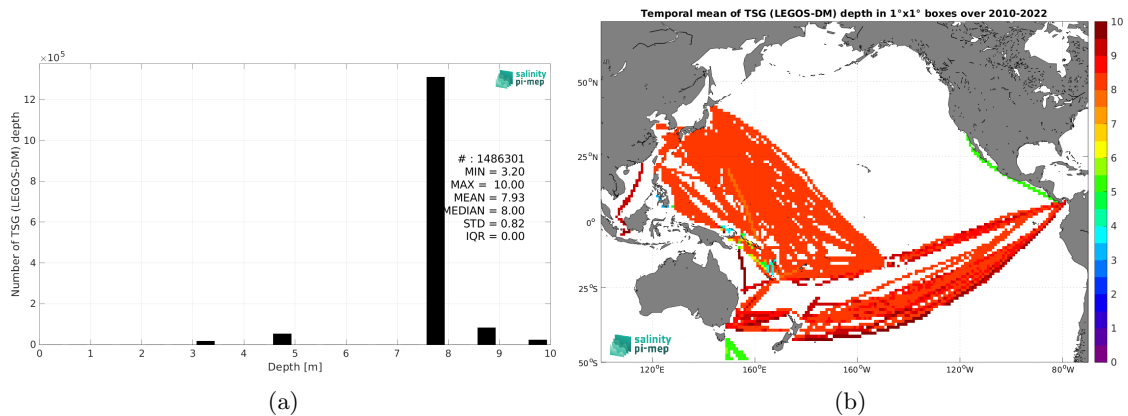 ×10⁵
salinity
pi-mep
12
10
8
6
4
2
0
Number of TSG (LEGOS-DM) depth
# : 1486301
MIN = 3.20
MAX = 10.00
MEAN = 7.93
MEDIAN = 8.00
STD = 0.82
IQR = 0.00
0 1 2 3 4 5 6 7 8 9 10
Depth [m]
(a)
Temporal mean of TSG (LEGOS-DM) depth in 1°x1° boxes over 2010-2022
50°N
25°N
0°
25°S
50°S
120°E 160°E 160°W 120°W 80°W
salinity
pi-mep
10
9
8
7
6
5
4
3
2
1
0
(b)